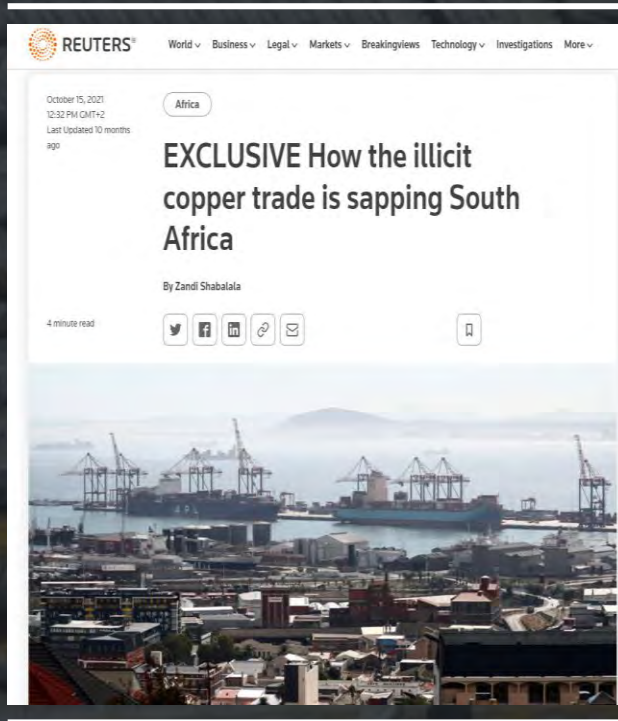 REUTERS®
World Business Legal Markets Breakingviews Technology Investigations More
October 15, 2021
12:32 PM GMT+2
Last Updated 10 months
ago
Africa
EXCLUSIVE How the illicit
copper trade is sapping South
Africa
By Zandi Shabalala
4 minute read